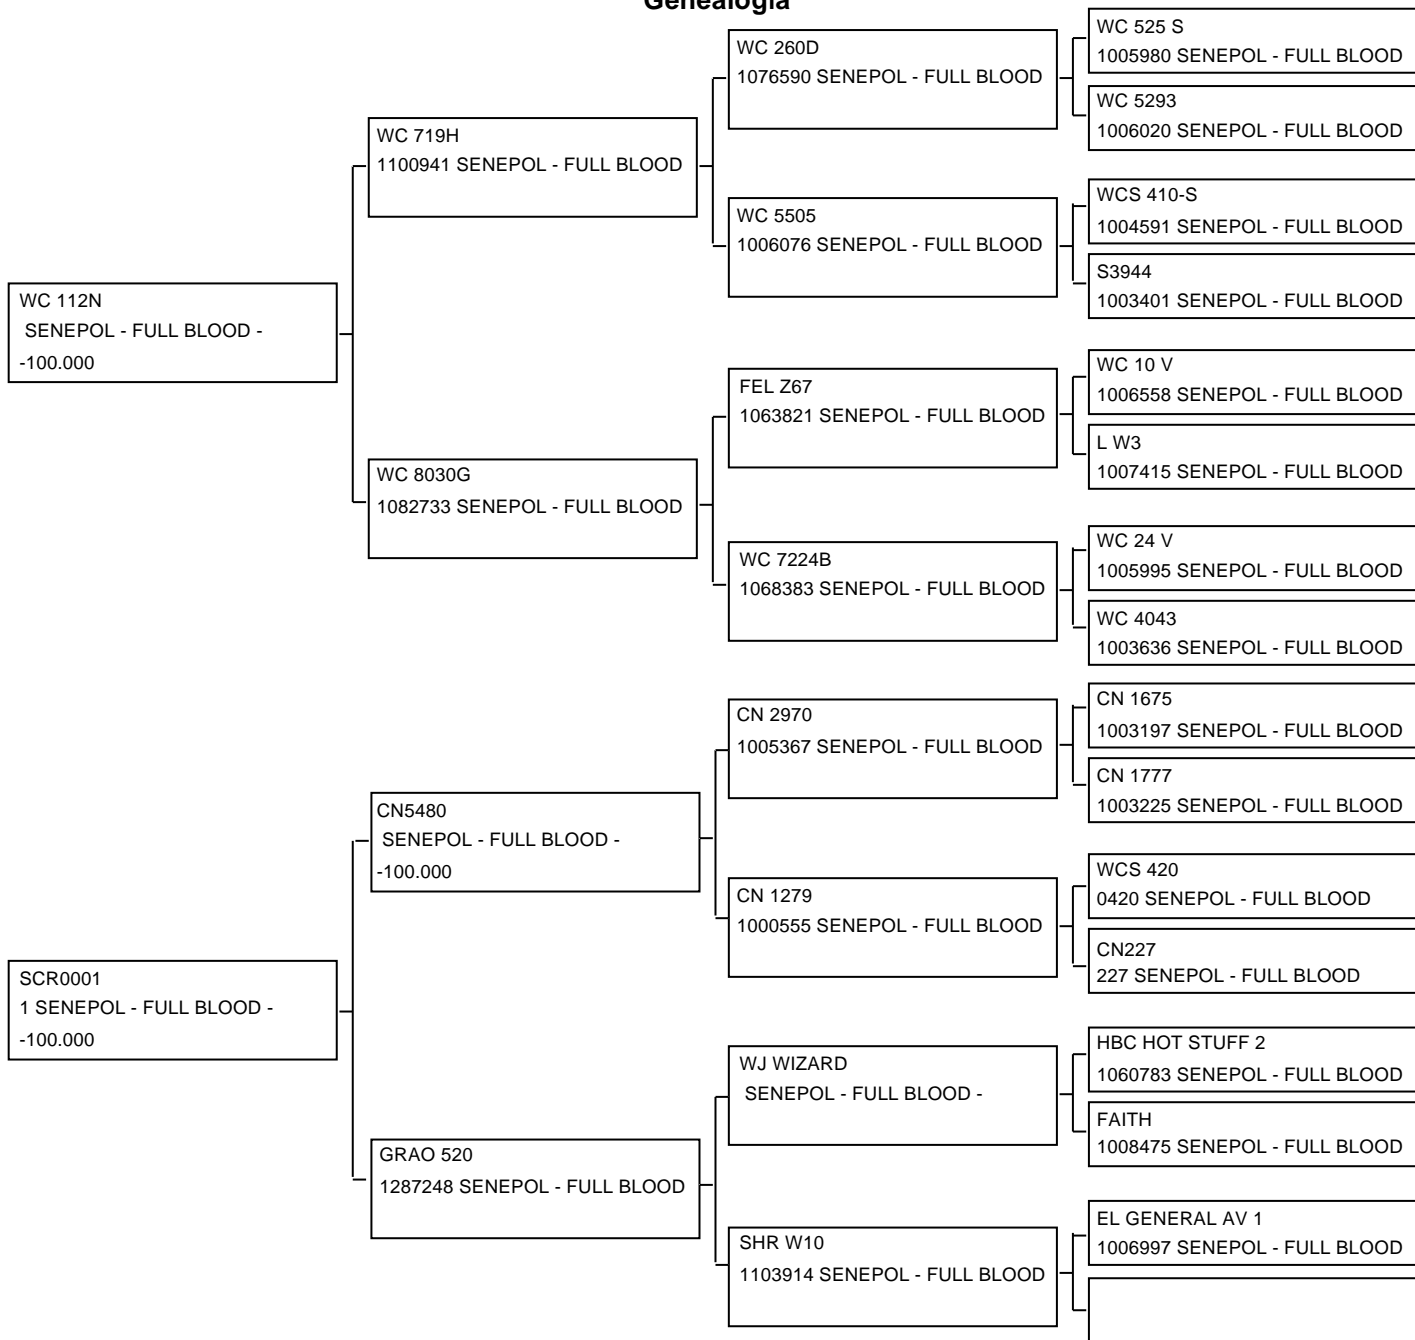 Genealogia
WC 525 S
1005980 SENEPOL - FULL BLOOD
WC 260D
1076590 SENEPOL - FULL BLOOD
WC 5293
1006020 SENEPOL - FULL BLOOD
WC 719H
1100941 SENEPOL - FULL BLOOD
WCS 410-S
1004591 SENEPOL - FULL BLOOD
WC 5505
1006076 SENEPOL - FULL BLOOD
S3944
1003401 SENEPOL - FULL BLOOD
WC 112N
SENEPOL - FULL BLOOD -
-100.000
WC 10 V
1006558 SENEPOL - FULL BLOOD
FEL Z67
1063821 SENEPOL - FULL BLOOD
L W3
1007415 SENEPOL - FULL BLOOD
WC 8030G
1082733 SENEPOL - FULL BLOOD
WC 24 V
1005995 SENEPOL - FULL BLOOD
WC 7224B
1068383 SENEPOL - FULL BLOOD
WC 4043
1003636 SENEPOL - FULL BLOOD
CN 1675
1003197 SENEPOL - FULL BLOOD
CN 2970
1005367 SENEPOL - FULL BLOOD
CN 1777
1003225 SENEPOL - FULL BLOOD
CN5480
SENEPOL - FULL BLOOD -
-100.000
WCS 420
0420 SENEPOL - FULL BLOOD
CN 1279
1000555 SENEPOL - FULL BLOOD
CN227
227 SENEPOL - FULL BLOOD
SCR0001
1 SENEPOL - FULL BLOOD -
-100.000
HBC HOT STUFF 2
1060783 SENEPOL - FULL BLOOD
WJ WIZARD
SENEPOL - FULL BLOOD -
FAITH
1008475 SENEPOL - FULL BLOOD
GRAO 520
1287248 SENEPOL - FULL BLOOD
EL GENERAL AV 1
1006997 SENEPOL - FULL BLOOD
SHR W10
1103914 SENEPOL - FULL BLOOD